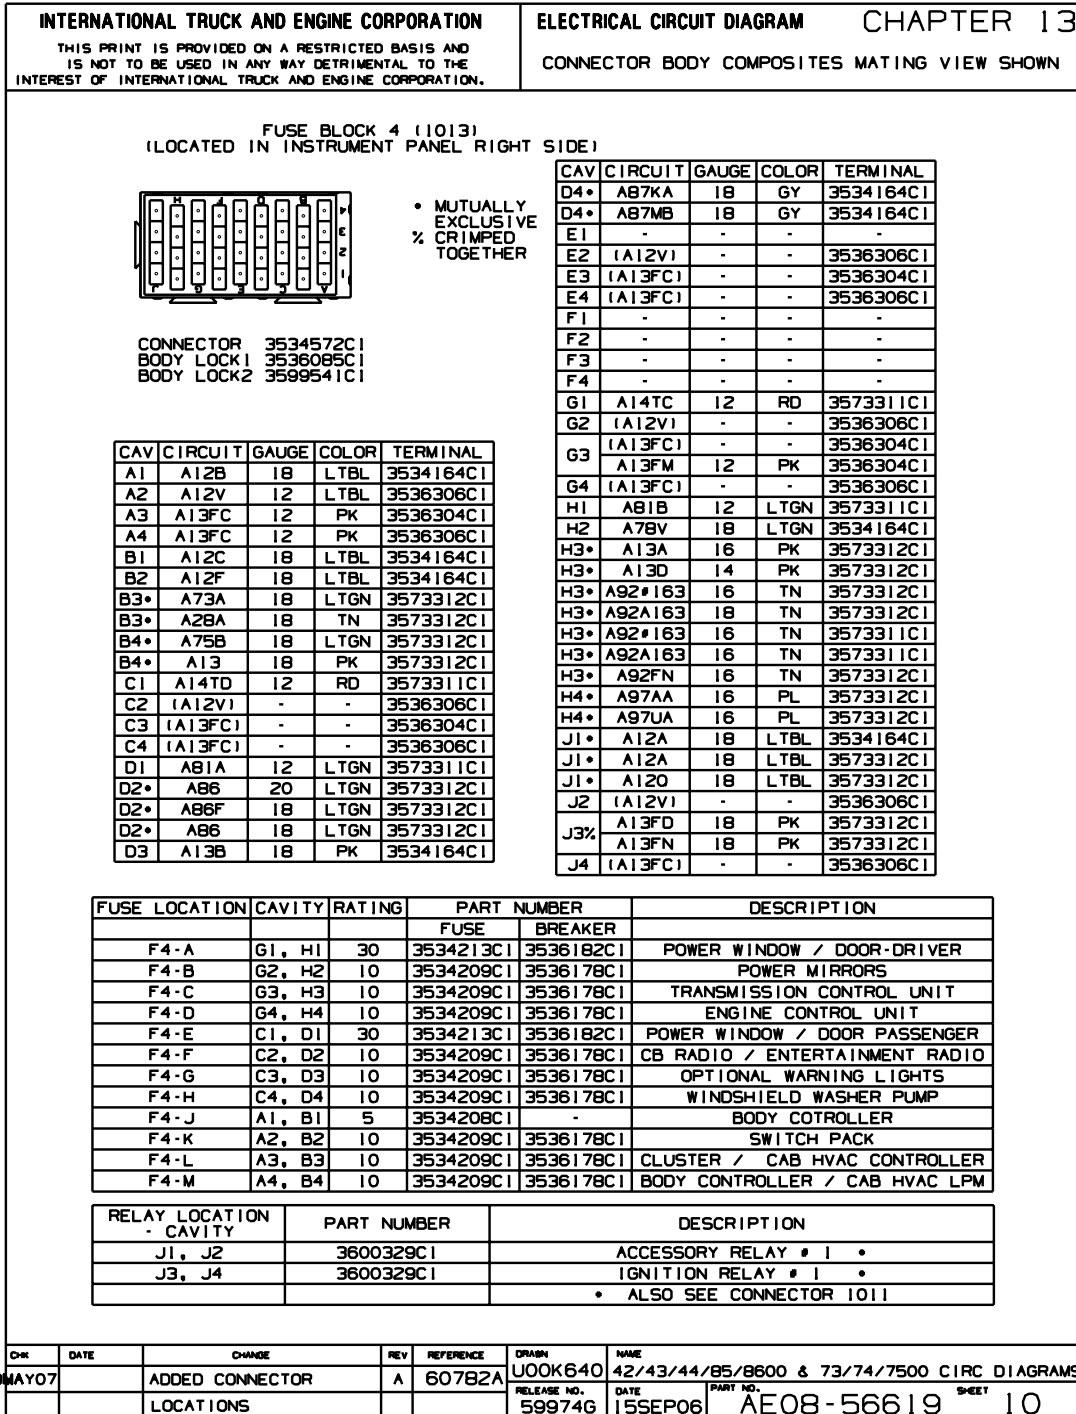 INTERNATIONAL TRUCK AND ENGINE CORPORATION
THIS PRINT IS PROVIDED ON A RESTRICTED BASIS AND
IS NOT TO BE USED IN ANY WAY DETRIMENTAL TO THE
INTEREST OF INTERNATIONAL TRUCK AND ENGINE CORPORATION.
ELECTRICAL CIRCUIT DIAGRAM CHAPTER 13
CONNECTOR BODY COMPOSITES MATING VIEW SHOWN
FUSE BLOCK 4 (1013)
(LOCATED IN INSTRUMENT PANEL RIGHT SIDE)
H F D B
4
3
2
1
J G E C A
• MUTUALLY
EXCLUSIVE
% CRIMPED
TOGETHER
CONNECTOR 3534572C1
BODY LOCK1 3536085C1
BODY LOCK2 3599541C1
CAV CIRCUIT GAUGE COLOR TERMINAL
A1 A12B 18 LTBL 3534164C1
A2 A12V 12 LTBL 3536306C1
A3 A13FC 12 PK 3536304C1
A4 A13FC 12 PK 3536306C1
B1 A12C 18 LTBL 3534164C1
B2 A12F 18 LTBL 3534164C1
B3• A73A 18 LTGN 3573312C1
B3• A28A 18 TN 3573312C1
B4• A75B 18 LTGN 3573312C1
B4• A13 18 PK 3573312C1
C1 A14TD 12 RD 3573311C1
C2 (A12V) - - 3536306C1
C3 (A13FC) - - 3536304C1
C4 (A13FC) - - 3536306C1
D1 A81A 12 LTGN 3573311C1
D2• A86 20 LTGN 3573312C1
D2• A86F 18 LTGN 3573312C1
D2• A86 18 LTGN 3573312C1
D3 A13B 18 PK 3534164C1
CAV CIRCUIT GAUGE COLOR TERMINAL
D4• A87KA 18 GY 3534164C1
D4• A87MB 18 GY 3534164C1
E1 - - - -
E2 (A12V) - - 3536306C1
E3 (A13FC) - - 3536304C1
E4 (A13FC) - - 3536306C1
F1 - - - -
F2 - - - -
F3 - - - -
F4 - - - -
G1 A14TC 12 RD 3573311C1
G2 (A12V) - - 3536306C1
G3 (A13FC) - - 3536304C1
A13FM 12 PK 3536304C1
G4 (A13FC) - - 3536306C1
H1 A81B 12 LTGN 3573311C1
H2 A78V 18 LTGN 3534164C1
H3• A13A 16 PK 3573312C1
H3• A13D 14 PK 3573312C1
H3• A92#163 16 TN 3573312C1
H3• A92A163 18 TN 3573312C1
H3• A92#163 16 TN 3573311C1
H3• A92A163 16 TN 3573311C1
H3• A92FN 16 TN 3573312C1
H4• A97AA 16 PL 3573312C1
H4• A97UA 16 PL 3573312C1
J1• A12A 18 LTBL 3534164C1
J1• A12A 18 LTBL 3573312C1
J1• A12O 18 LTBL 3573312C1
J2 (A12V) - - 3536306C1
J3% A13FD 18 PK 3573312C1
A13FN 18 PK 3573312C1
J4 (A13FC) - - 3536306C1
FUSE LOCATION CAVITY RATING PART NUMBER DESCRIPTION
FUSE BREAKER
F4-A G1, H1 30 3534213C1 3536182C1 POWER WINDOW / DOOR-DRIVER
F4-B G2, H2 10 3534209C1 3536178C1 POWER MIRRORS
F4-C G3, H3 10 3534209C1 3536178C1 TRANSMISSION CONTROL UNIT
F4-D G4, H4 10 3534209C1 3536178C1 ENGINE CONTROL UNIT
F4-E C1, D1 30 3534213C1 3536182C1 POWER WINDOW / DOOR PASSENGER
F4-F C2, D2 10 3534209C1 3536178C1 CB RADIO / ENTERTAINMENT RADIO
F4-G C3, D3 10 3534209C1 3536178C1 OPTIONAL WARNING LIGHTS
F4-H C4, D4 10 3534209C1 3536178C1 WINDSHIELD WASHER PUMP
F4-J A1, B1 5 3534208C1 - BODY COTROLLER
F4-K A2, B2 10 3534209C1 3536178C1 SWITCH PACK
F4-L A3, B3 10 3534209C1 3536178C1 CLUSTER / CAB HVAC CONTROLLER
F4-M A4, B4 10 3534209C1 3536178C1 BODY CONTROLLER / CAB HVAC LPM
RELAY LOCATION - CAVITY PART NUMBER DESCRIPTION
J1, J2 3600329C1 ACCESSORY RELAY # 1 •
J3, J4 3600329C1 IGNITION RELAY # 1 •
• ALSO SEE CONNECTOR 1011
CHK DATE CHANGE REV REFERENCE DRAWN NAME
MAY07 ADDED CONNECTOR A 60782A U00K640 42/43/44/85/8600 & 73/74/7500 CIRC DIAGRAMS
LOCATIONS RELEASE NO. 59974G DATE 15SEP06 PART NO. AE08-56619 SHEET 10